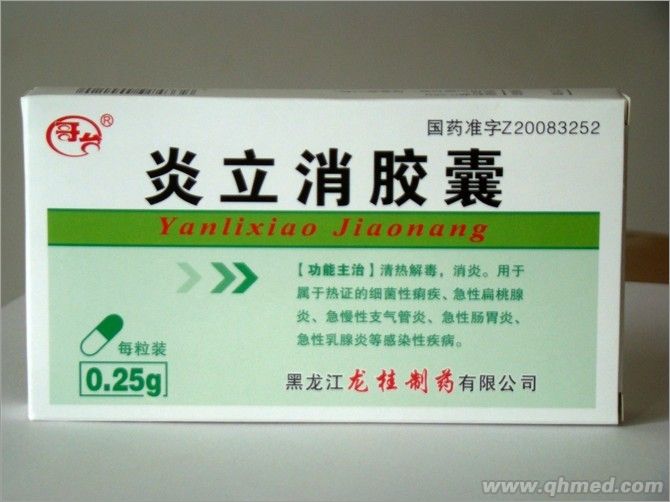 ®
国药准字Z20083252
炎立消胶囊
Yanlixiao Jiaonang
【功能主治】清热解毒，消炎。用于
属于热证的细菌性痢疾、急性扁桃腺
炎、急慢性支气管炎、急性肠胃炎、
急性乳腺炎等感染性疾病。
每粒装
0.25g
黑龙江龙桂制药有限公司
www.qhmed.com